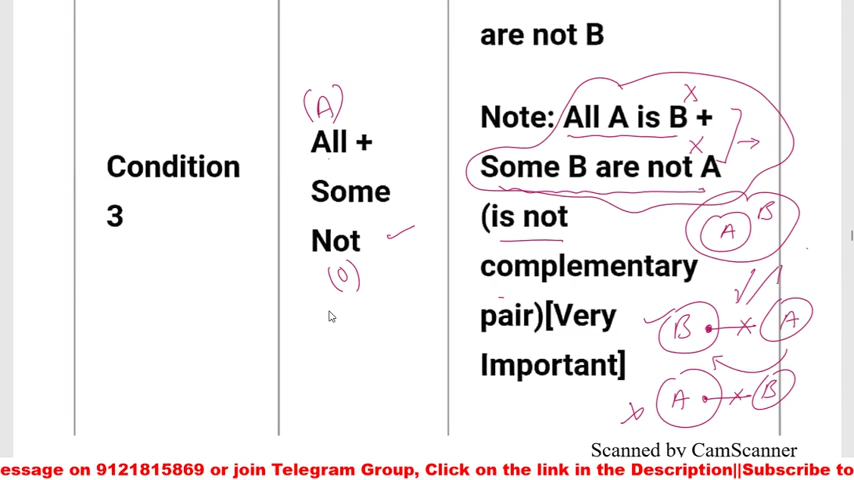 are not B
(A)
All +
Some
Not
(O)
Condition
3
Note: All A is B +
Some B are not A
(is not
complementary
pair)[Very
Important]
x
x
A B
B x A
A x B
Scanned by CamScanner
essage on 9121815869 or join Telegram Group, Click on the link in the Description||Subscribe to